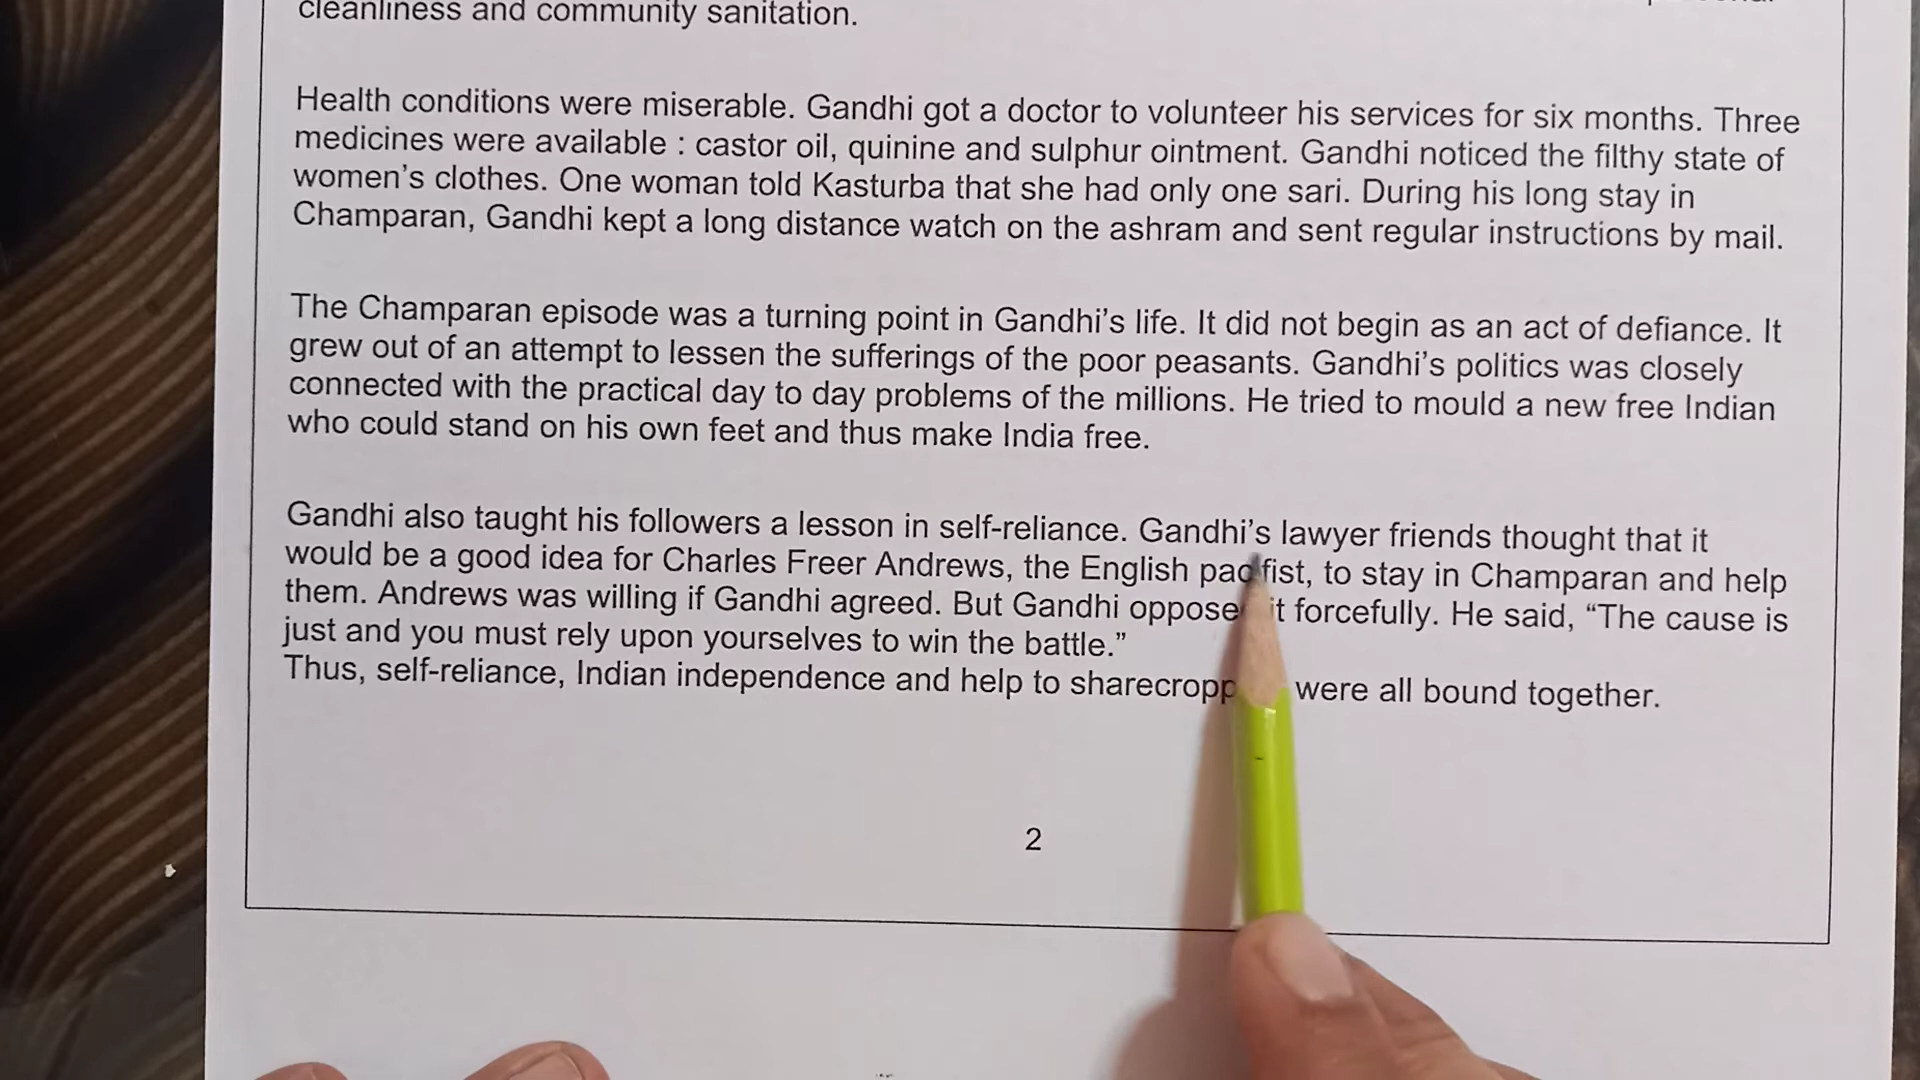 cleanliness and community sanitation.
Health conditions were miserable. Gandhi got a doctor to volunteer his services for six months. Three
medicines were available : castor oil, quinine and sulphur ointment. Gandhi noticed the filthy state of
women's clothes. One woman told Kasturba that she had only one sari. During his long stay in
Champaran, Gandhi kept a long distance watch on the ashram and sent regular instructions by mail.
The Champaran episode was a turning point in Gandhi's life. It did not begin as an act of defiance. It
grew out of an attempt to lessen the sufferings of the poor peasants. Gandhi's politics was closely
connected with the practical day to day problems of the millions. He tried to mould a new free Indian
who could stand on his own feet and thus make India free.
Gandhi also taught his followers a lesson in self-reliance. Gandhi's lawyer friends thought that it
would be a good idea for Charles Freer Andrews, the English pacifist, to stay in Champaran and help
them. Andrews was willing if Gandhi agreed. But Gandhi opposed it forcefully. He said, “The cause is
just and you must rely upon yourselves to win the battle.”
Thus, self-reliance, Indian independence and help to were all bound together.
2